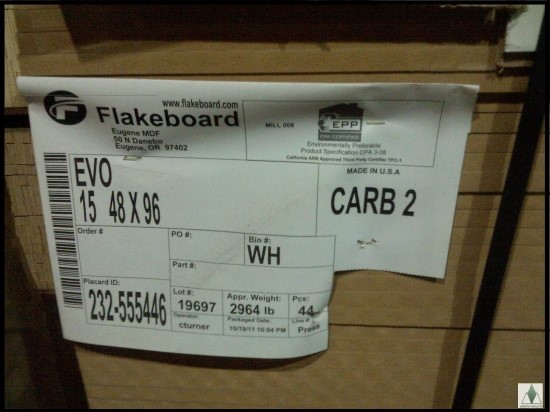 www.flakeboard.com
Flakeboard
Eugene MDF
50 N Danebo
Eugene, OR 97402
MILL 008
EPP
CPA CERTIFIED
Environmentally Preferable
Product Specification CPA 3-08
California ARB Approved Third Party Certifier TPC-1
EVO
15 48 X 96
MADE IN U.S.A
CARB 2
Order #:
PO #:
Bin #:
WH
Part #:
Placard ID:
232-555446
Lot #:
19697
Appr. Weight:
2964 lb
Pcs:
44
Operator:
cturner
Packaged Date:
10/19/11 10:04 PM
Line #:
Press